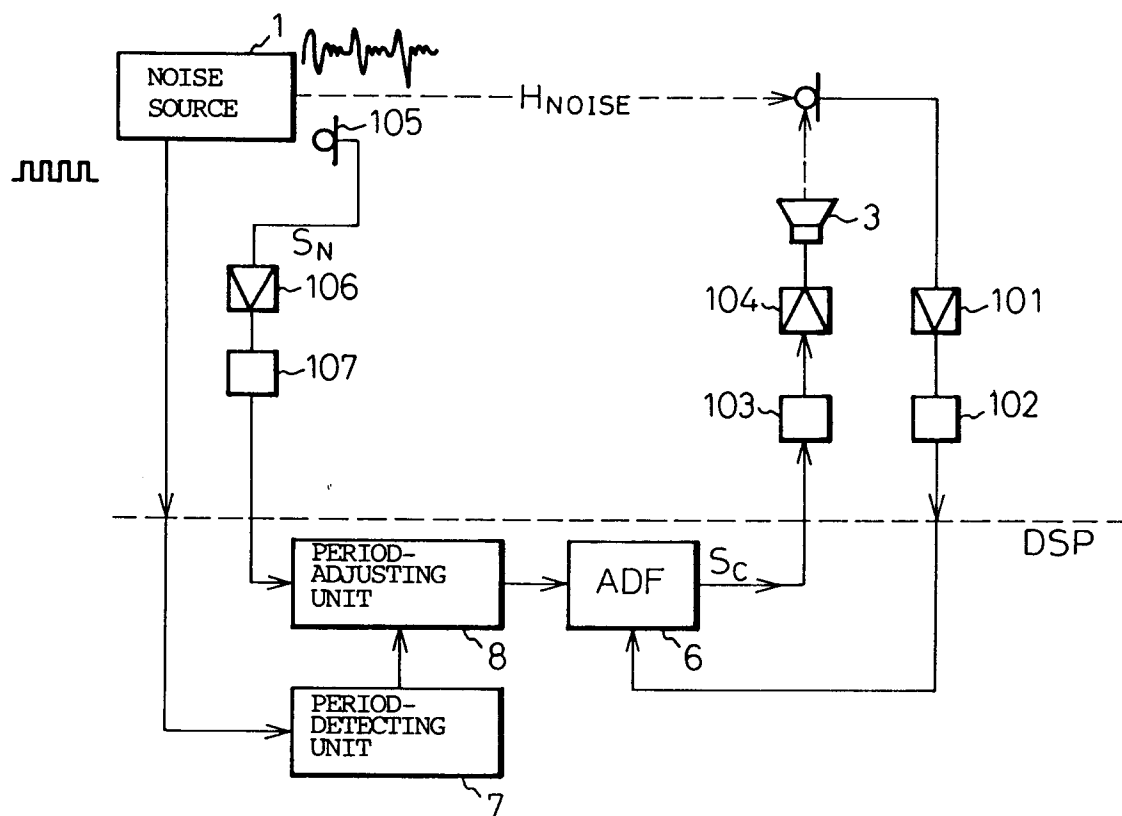 1
NOISE
SOURCE
HNOISE
105
SN
3
106
104
101
107
103
102
DSP
PERIOD-
ADJUSTING
UNIT
ADF
SC
8
6
PERIOD-
DETECTING
UNIT
7